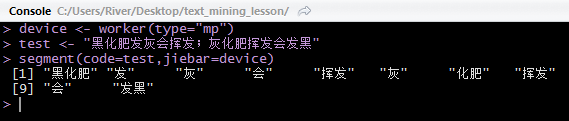 Console C:/Users/River/Desktop/text_mining_lesson/
> device <- worker(type="mp")
> test <- "黑化肥发灰会挥发；灰化肥挥发会发黑"
> segment(code=test,jiebar=device)
[1] "黑化肥" "发" "灰" "会" "挥发" "灰" "化肥" "挥发"
[9] "会" "发黑"
>